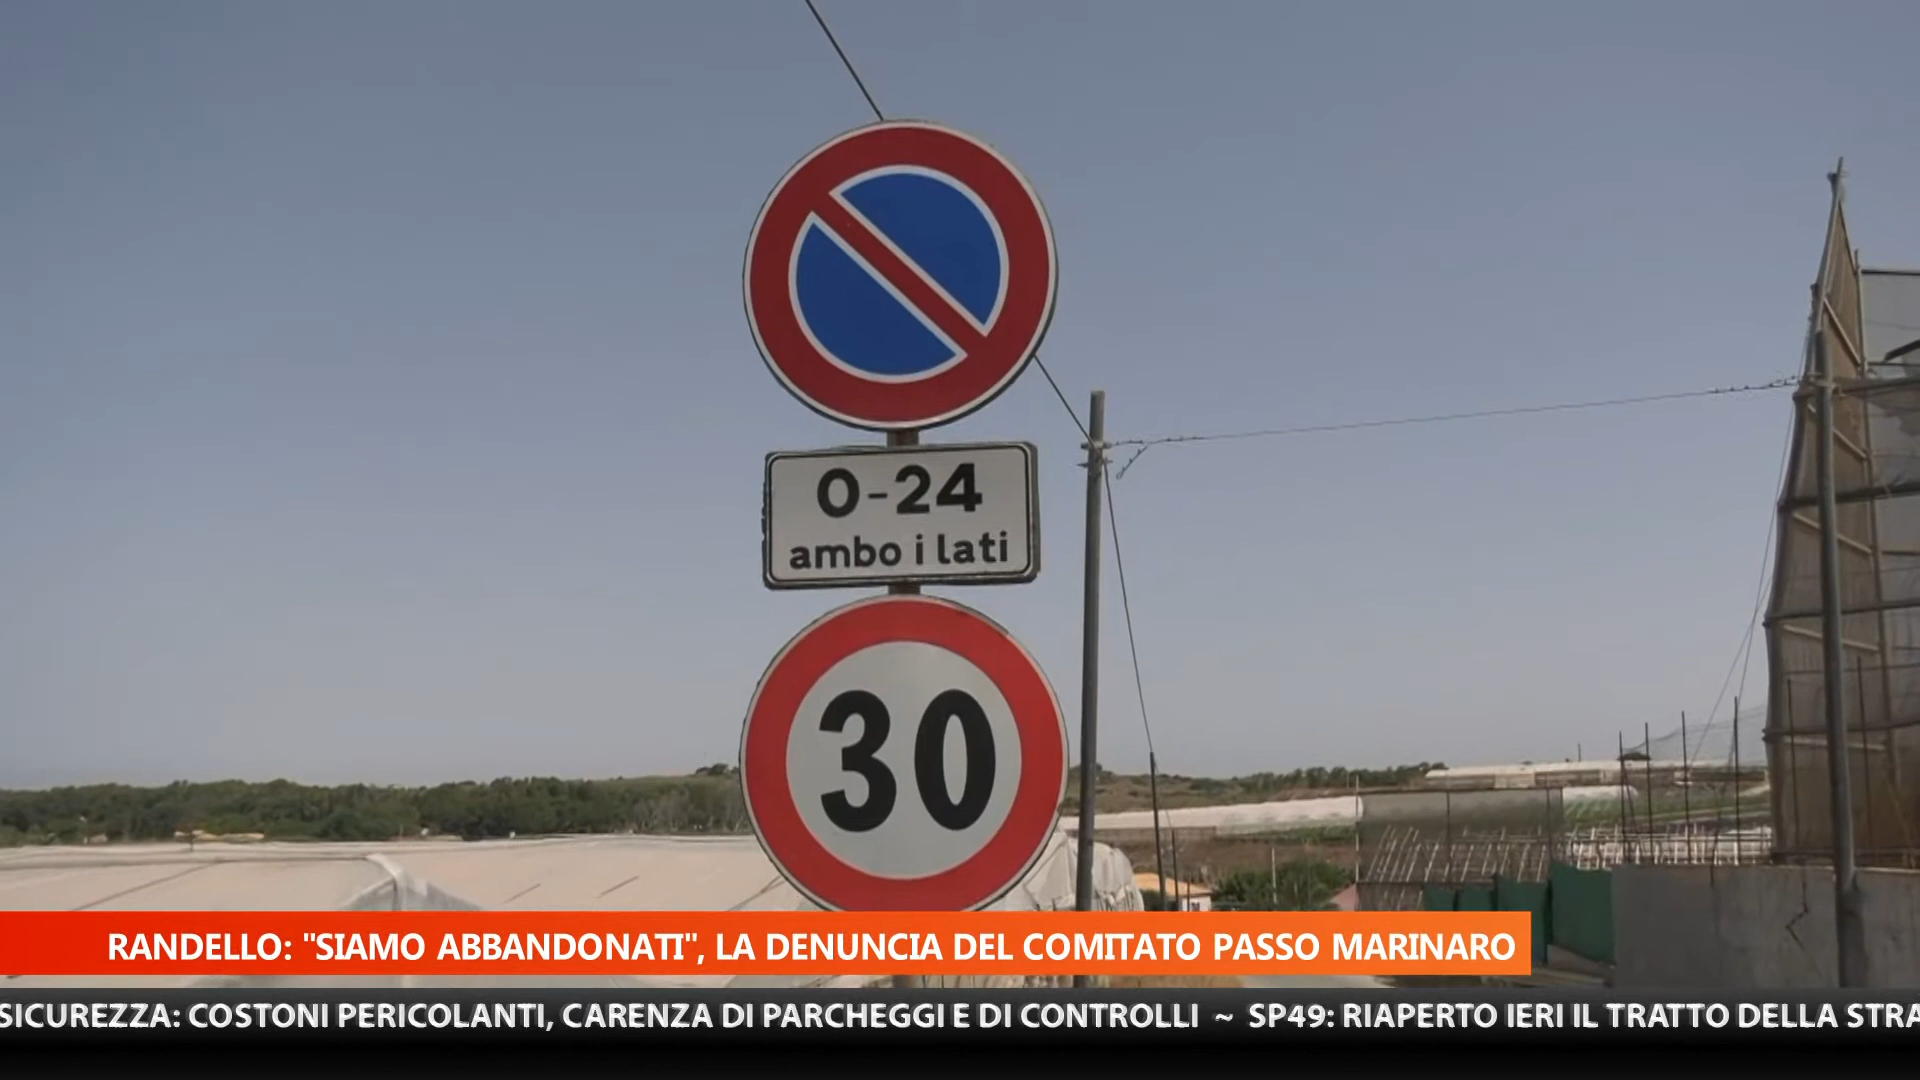 0-24
ambo i lati
30
RANDELLO: "SIAMO ABBANDONATI", LA DENUNCIA DEL COMITATO PASSO MARINARO
SICUREZZA: COSTONI PERICOLANTI, CARENZA DI PARCHEGGI E DI CONTROLLI ~ SP49: RIAPERTO IERI IL TRATTO DELLA STRA